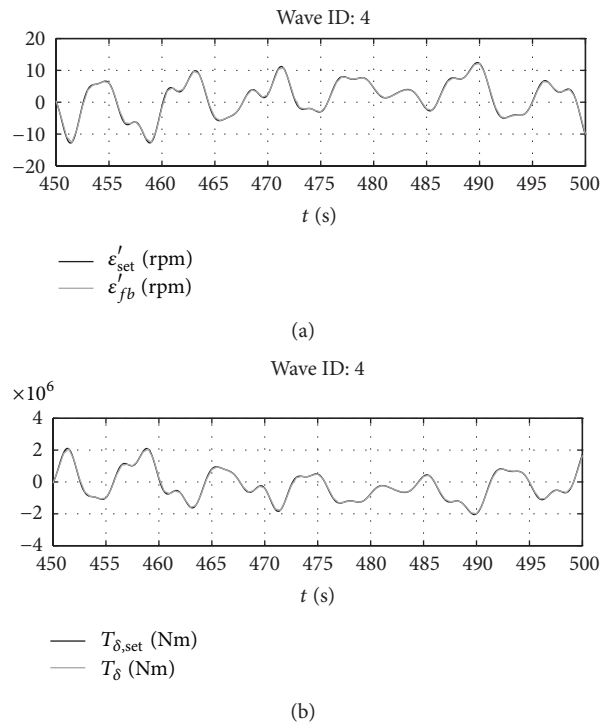 Wave ID: 4
20
10
0
−10
−20
450 455 460 465 470 475 480 485 490 495 500
t (s)
ε′set (rpm)
ε′fb (rpm)
(a)
Wave ID: 4
×10⁶
4
2
0
−2
−4
450 455 460 465 470 475 480 485 490 495 500
t (s)
Tδ,set (Nm)
Tδ (Nm)
(b)